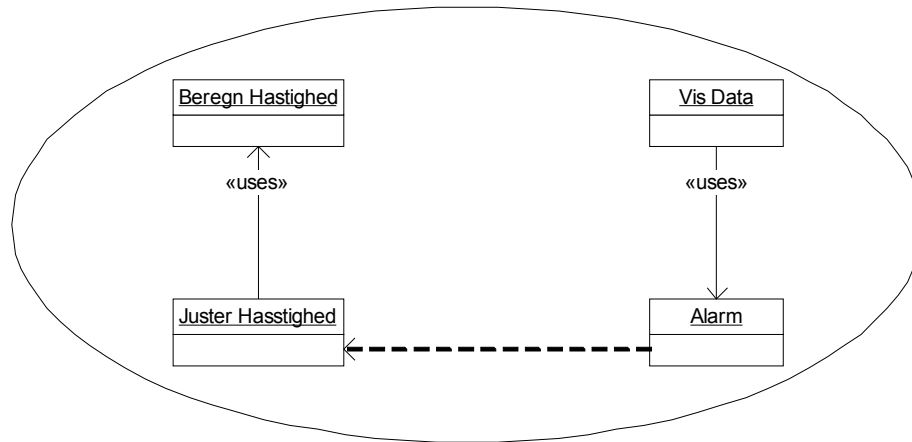 Beregn Hastighed
Vis Data
«uses»
«uses»
Juster Hasstighed
Alarm